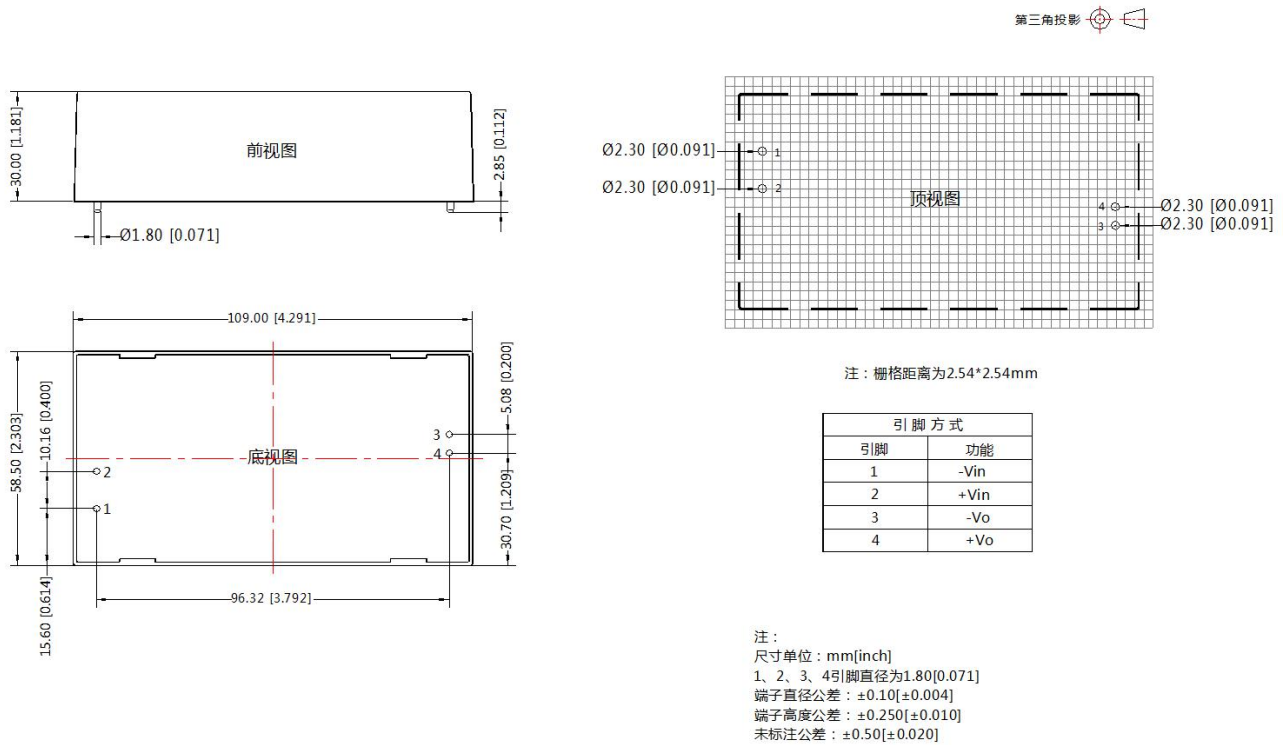 第三角投影
30.00 [1.181]
前视图
2.85 [0.112]
Ø1.80 [0.071]
Ø2.30 [Ø0.091]
1
Ø2.30 [Ø0.091]
2
顶视图
4
Ø2.30 [Ø0.091]
3
Ø2.30 [Ø0.091]
109.00 [4.291]
58.50 [2.303]
10.16 [0.400]
5.08 [0.200]
3
底视图
4
2
1
30.70 [1.209]
96.32 [3.792]
15.60 [0.614]
注：栅格距离为2.54*2.54mm
引脚方式
引脚 功能
1 -Vin
2 +Vin
3 -Vo
4 +Vo
注：
尺寸单位：mm[inch]
1、2、3、4引脚直径为1.80[0.071]
端子直径公差：±0.10[±0.004]
端子高度公差：±0.250[±0.010]
未标注公差：±0.50[±0.020]